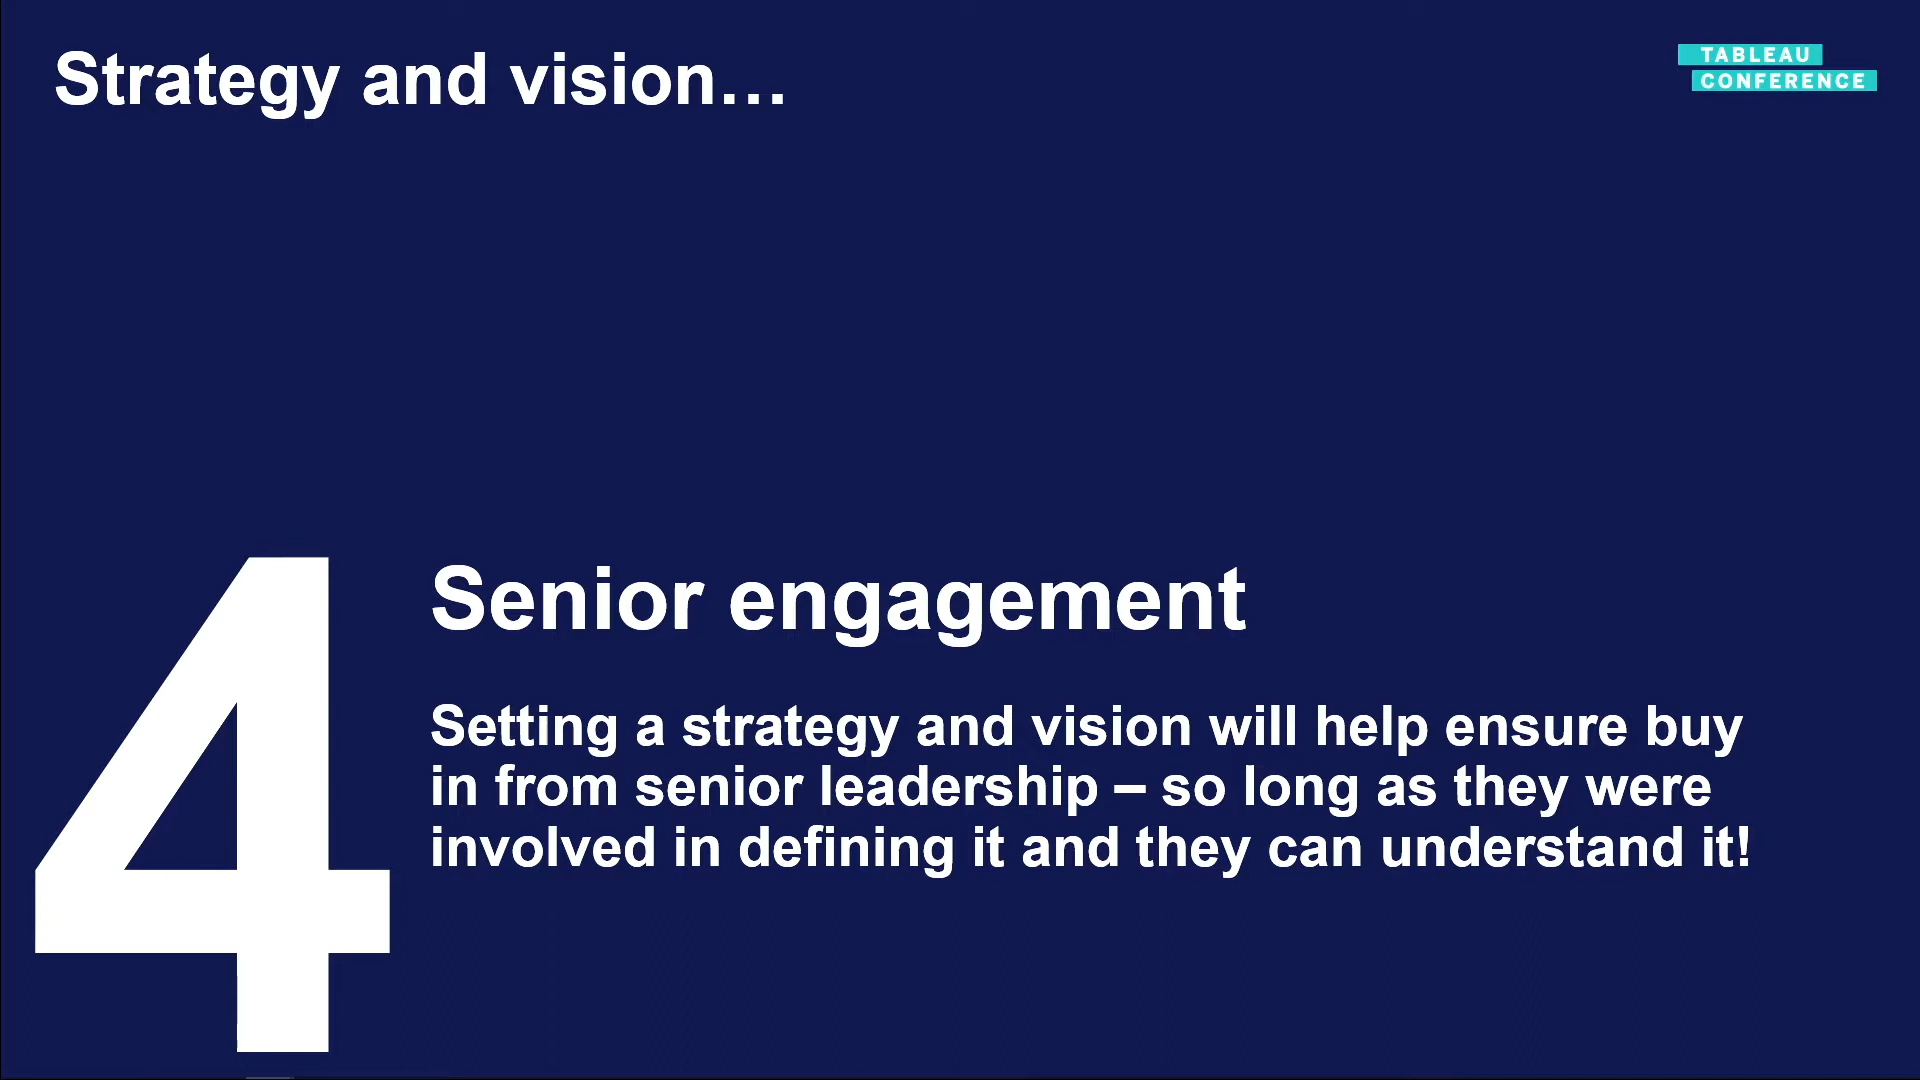 Strategy and vision…
TABLEAU
CONFERENCE
4
Senior engagement
Setting a strategy and vision will help ensure buy
in from senior leadership – so long as they were
involved in defining it and they can understand it!